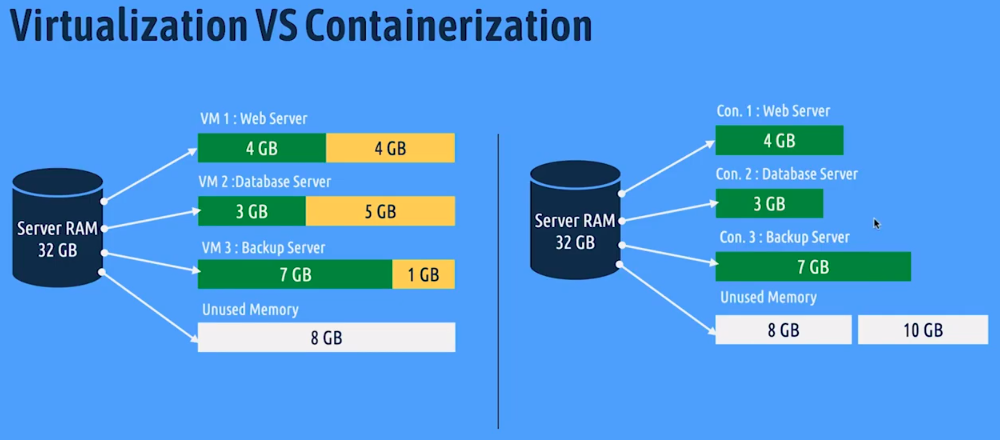 Virtualization VS Containerization
VM 1 : Web Server
4 GB
4 GB
VM 2 :Database Server
3 GB
5 GB
VM 3 : Backup Server
7 GB
1 GB
Unused Memory
8 GB
Server RAM
32 GB
Con. 1 : Web Server
4 GB
Con. 2 : Database Server
3 GB
Con. 3 : Backup Server
7 GB
Unused Memory
8 GB
10 GB
Server RAM
32 GB